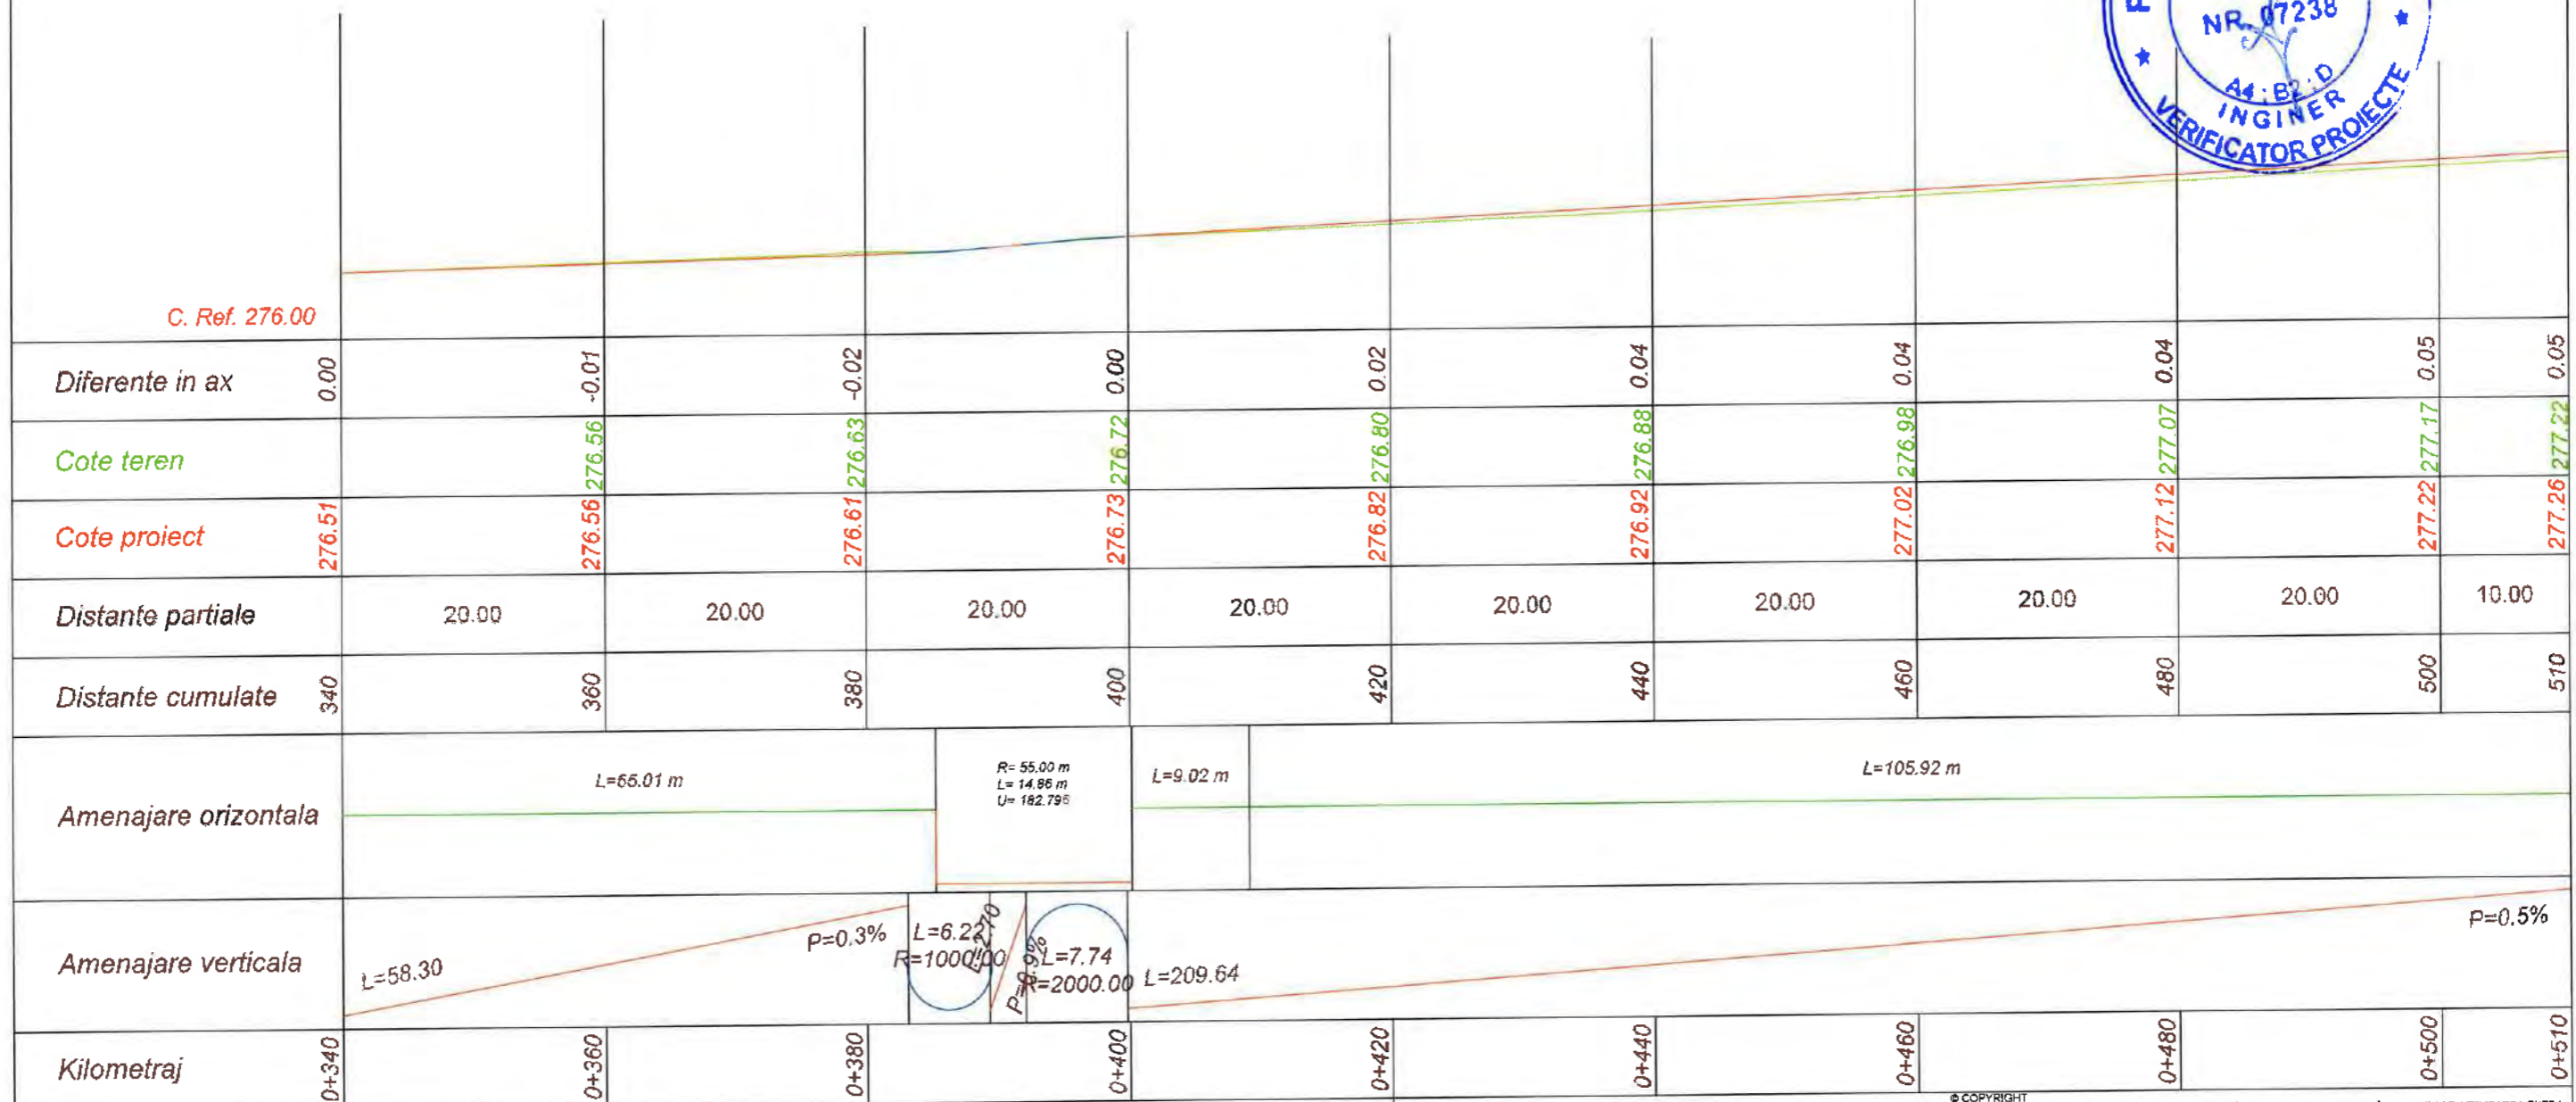 NR. 07238
A4 ; B2 ; D
INGINER
VERIFICATOR PROIECTE
C. Ref. 276.00
Diferente in ax 0.00 -0.01 -0.02 0.00 0.02 0.04 0.04 0.04 0.05 0.05
Cote teren 276.56 276.63 276.72 276.80 276.88 276.98 277.07 277.17 277.22
Cote proiect 276.51 276.56 276.61 276.73 276.82 276.92 277.02 277.12 277.22 277.26
Distante partiale 20.00 20.00 20.00 20.00 20.00 20.00 20.00 20.00 10.00
Distante cumulate 340 360 380 400 420 440 460 480 500 510
Amenajare orizontala
L=65.01 m
R= 55.00 m
L= 14.86 m
U= 182.796
L=9.02 m
L=105.92 m
Amenajare verticala
L=58.30
P=0.3%
L=6.22
R=1000.00
L=2.70
P=0.9%
L=7.74
R=2000.00
L=209.64
P=0.5%
Kilometraj 0+340 0+360 0+380 0+400 0+420 0+440 0+460 0+480 0+500 0+510
© COPYRIGHT